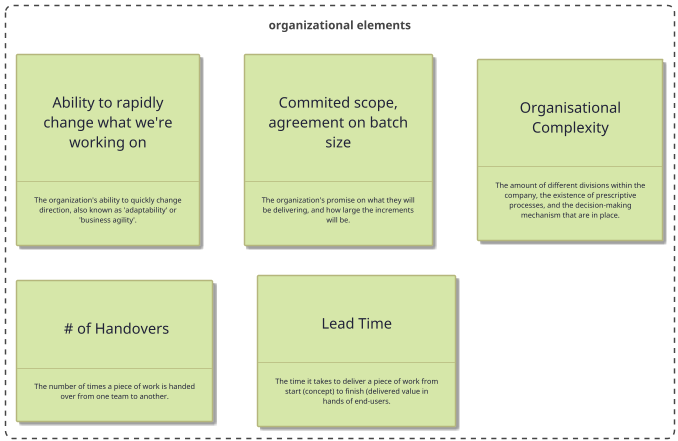 organizational elements
Ability to rapidly
change what we're
working on
The organization's ability to quickly change
direction, also known as 'adaptability' or
'business agility'.
Commited scope,
agreement on batch
size
The organization's promise on what they will
be delivering, and how large the increments
will be.
Organisational
Complexity
The amount of different divisions within the
company, the existence of prescriptive
processes, and the decision-making
mechanism that are in place.
# of Handovers
The number of times a piece of work is handed
over from one team to another.
Lead Time
The time it takes to deliver a piece of work from
start (concept) to finish (delivered value in
hands of end-users.